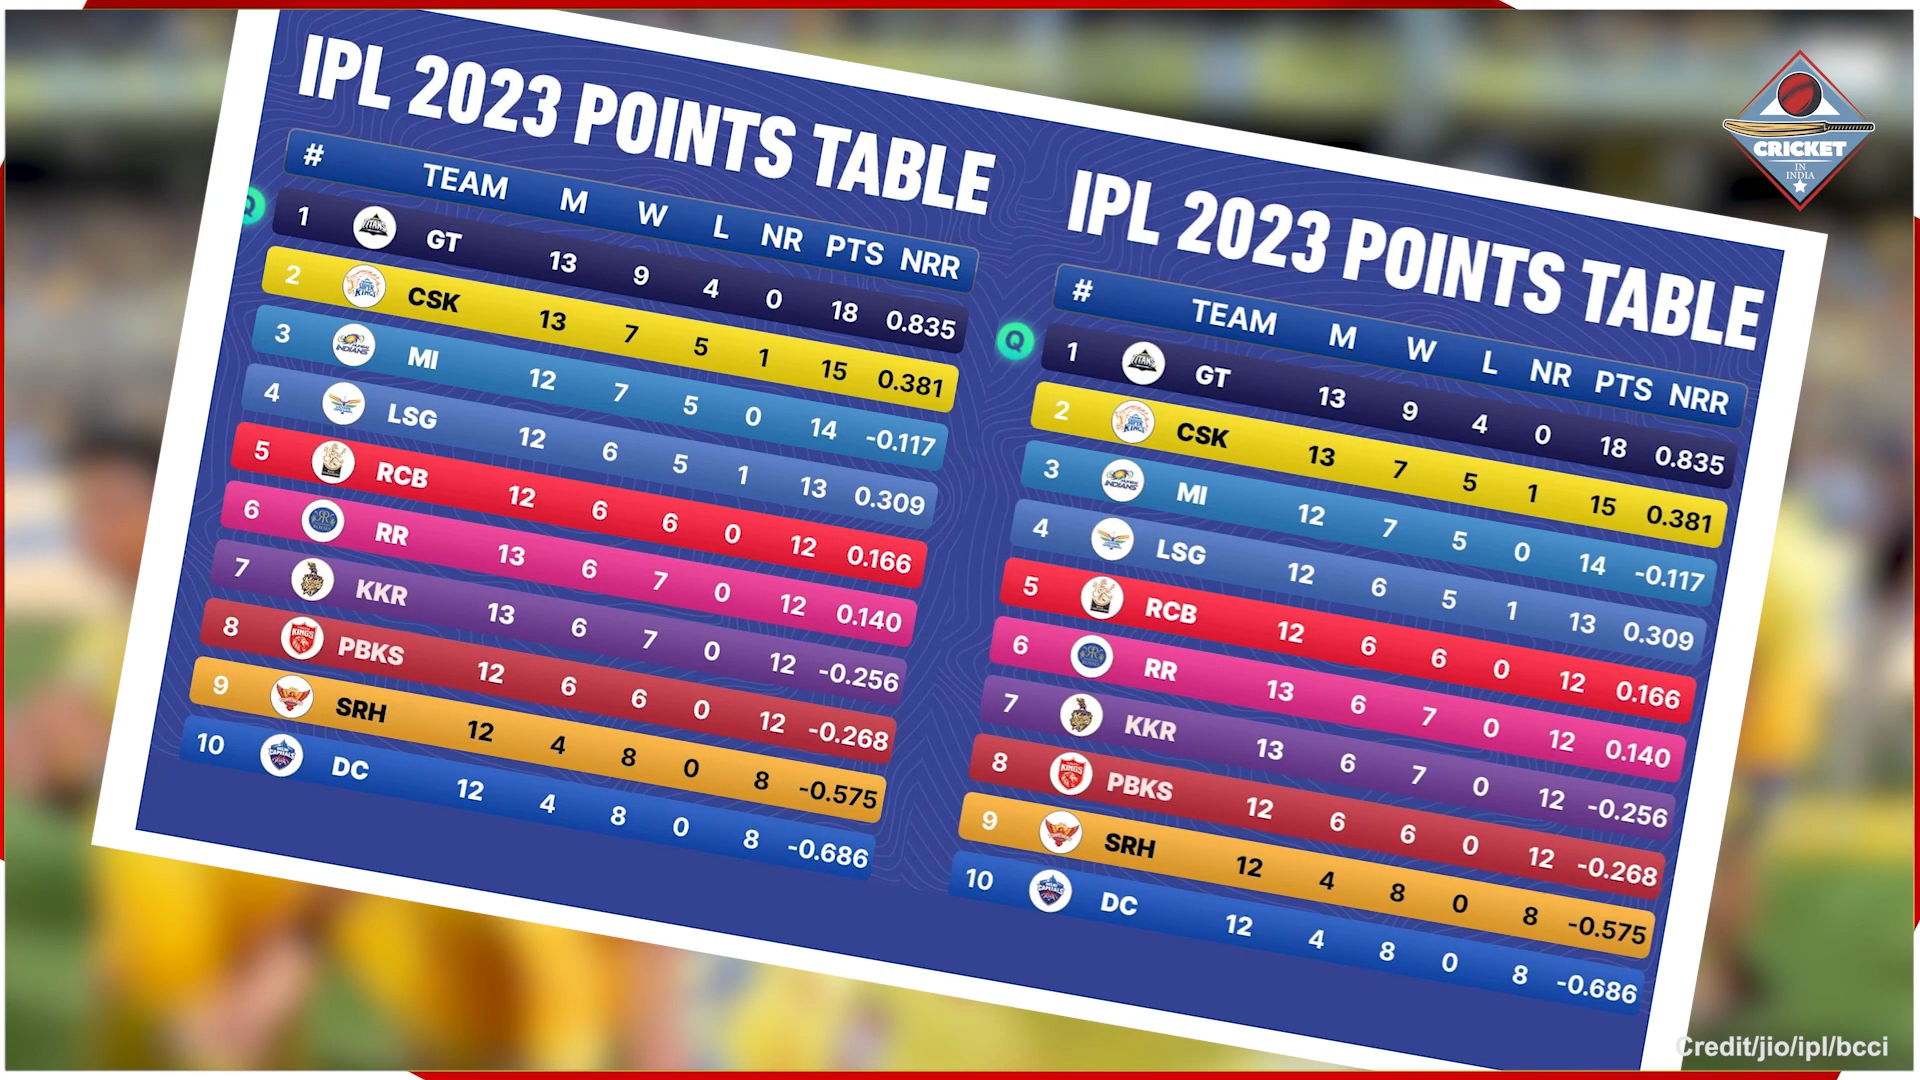 IPL 2023 POINTS TABLE
# TEAM M W L NR PTS NRR
Q 1 GT 13 9 4 0 18 0.835
2 CSK 13 7 5 1 15 0.381
3 MI 12 7 5 0 14 -0.117
4 LSG 12 6 5 1 13 0.309
5 RCB 12 6 6 0 12 0.166
6 RR 13 6 7 0 12 0.140
7 KKR 13 6 7 0 12 -0.256
8 PBKS 12 6 6 0 12 -0.268
9 SRH 12 4 8 0 8 -0.575
10 DC 12 4 8 0 8 -0.686
IPL 2023 POINTS TABLE
# TEAM M W L NR PTS NRR
Q 1 GT 13 9 4 0 18 0.835
2 CSK 13 7 5 1 15 0.381
3 MI 12 7 5 0 14 -0.117
4 LSG 12 6 5 1 13 0.309
5 RCB 12 6 6 0 12 0.166
6 RR 13 6 7 0 12 0.140
7 KKR 13 6 7 0 12 -0.256
8 PBKS 12 6 6 0 12 -0.268
9 SRH 12 4 8 0 8 -0.575
10 DC 12 4 8 0 8 -0.686
CRICKET
IN
INDIA
Credit/jio/ipl/bcci